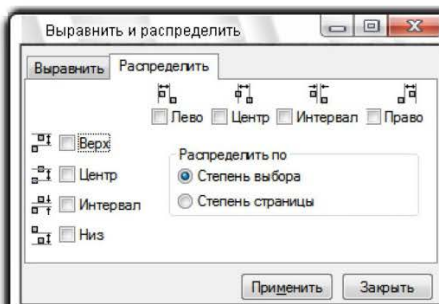 Выравнить и распределить
Выравнить Распределить
Лево Центр Интервал Право
Верх
Центр
Интервал
Низ
Распределить по
Степень выбора
Степень страницы
Применить Закрыть